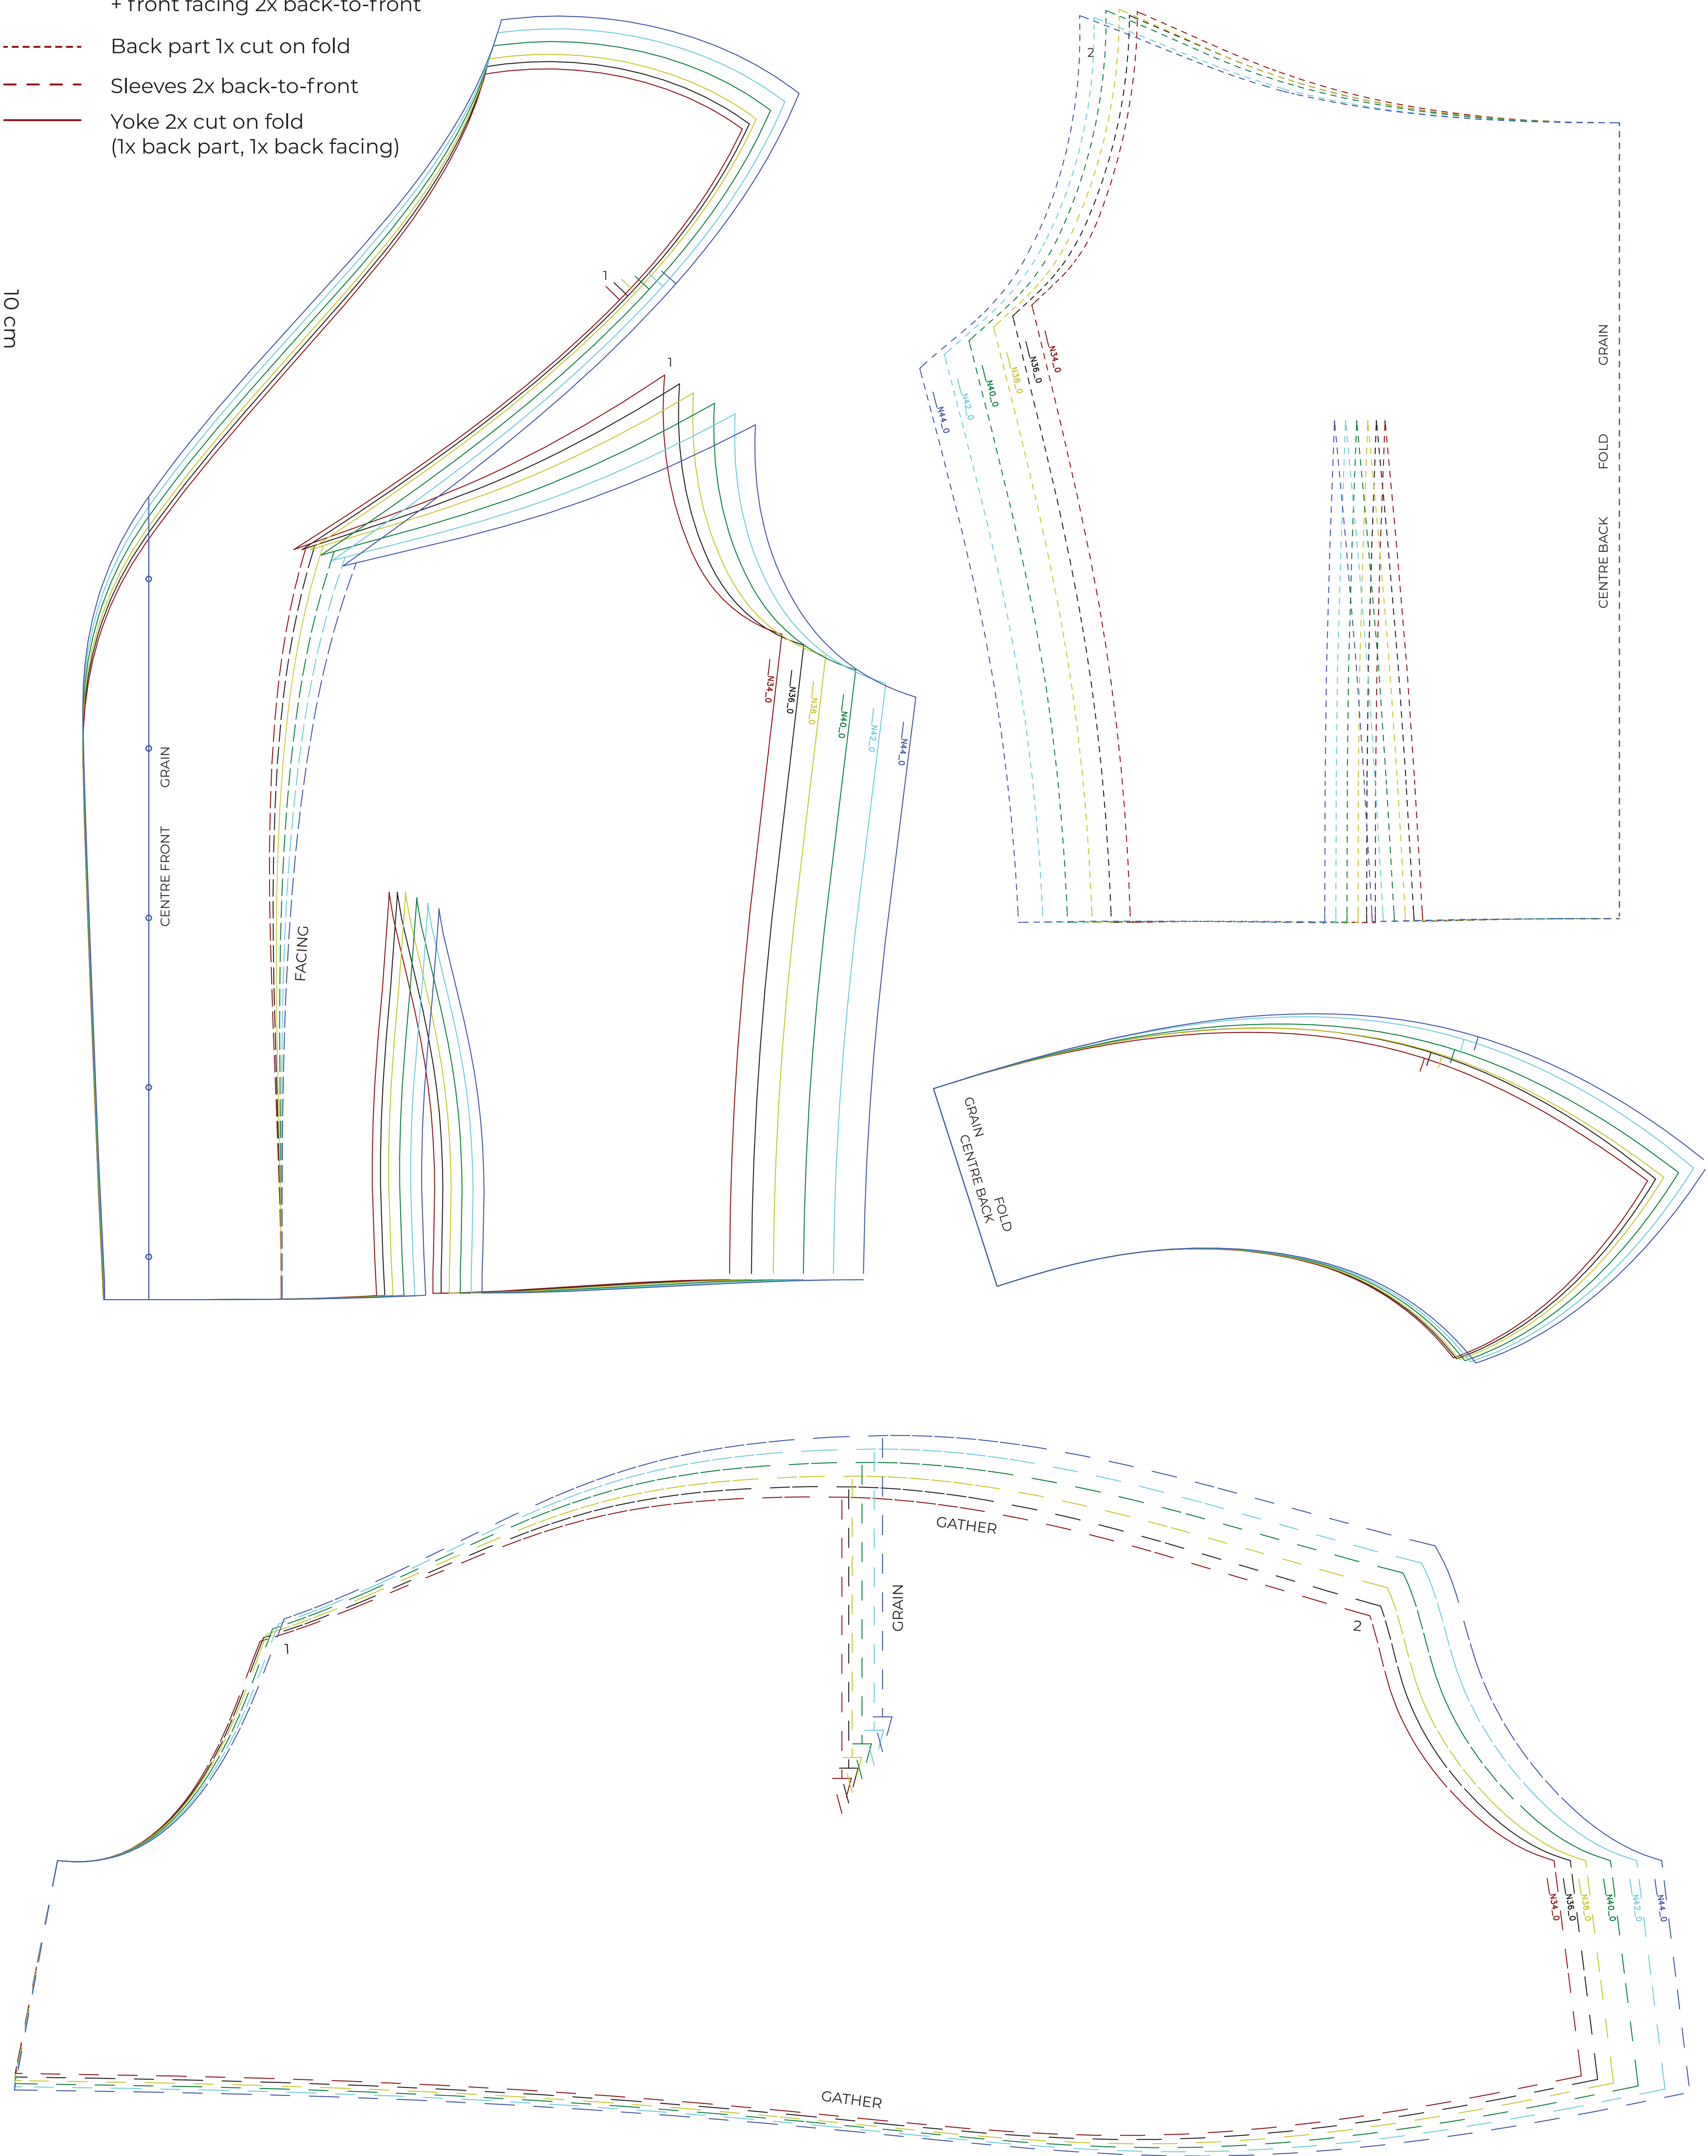 + front facing 2x back-to-front
Back part 1x cut on fold
Sleeves 2x back-to-front
Yoke 2x cut on fold
(1x back part, 1x back facing)
10 cm
1
1
GRAIN
CENTRE FRONT
FACING
N34_0
N36_0
N38_0
N40_0
N42_0
N44_0
2
N44_0
N42_0
N40_0
N38_0
N36_0
N34_0
GRAIN
FOLD
CENTRE BACK
GRAIN
CENTRE BACK
FOLD
GATHER
GRAIN
1
2
N34_0
N36_0
N38_0
N40_0
N42_0
N44_0
GATHER